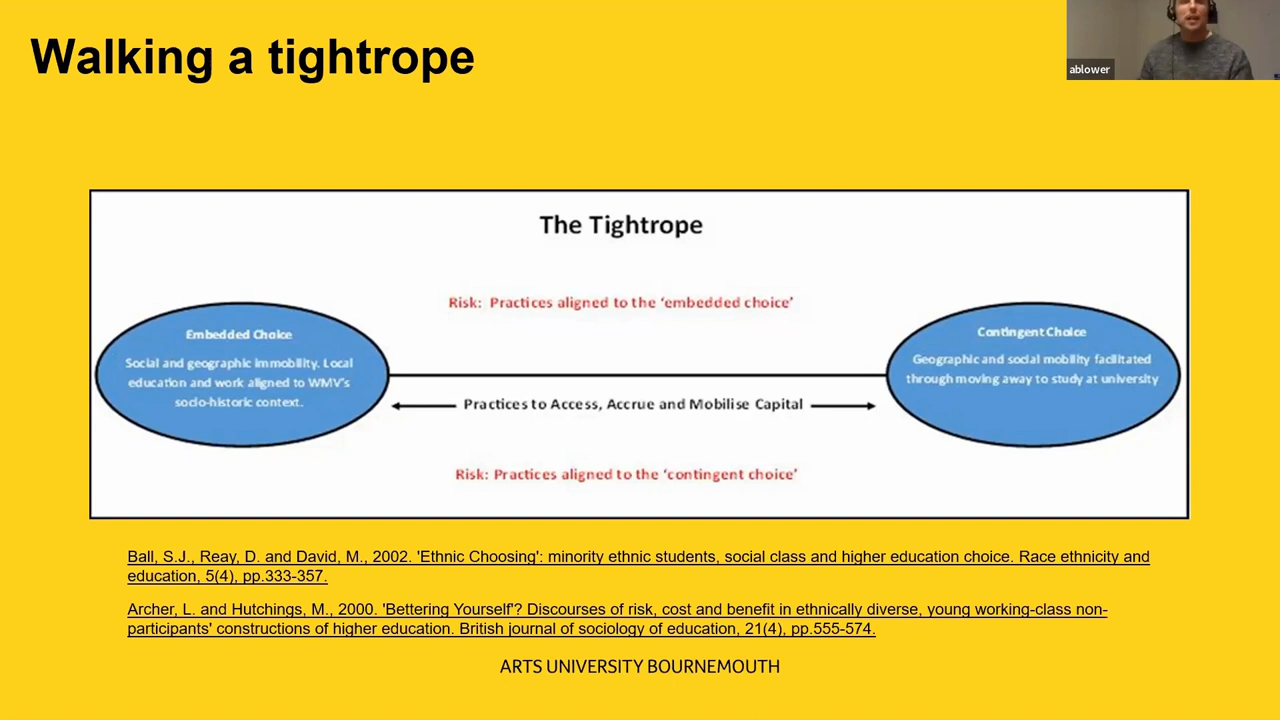 Walking a tightrope
ablower
The Tightrope
Risk: Practices aligned to the ‘embedded choice’
Embedded Choice
Social and geographic immobility. Local
education and work aligned to WMV's
socio-historic context.
Contingent Choice
Geographic and social mobility facilitated
through moving away to study at university
Practices to Access, Accrue and Mobilise Capital
Risk: Practices aligned to the ‘contingent choice’
Ball, S.J., Reay, D. and David, M., 2002. 'Ethnic Choosing': minority ethnic students, social class and higher education choice. Race ethnicity and
education, 5(4), pp.333-357.
Archer, L. and Hutchings, M., 2000. 'Bettering Yourself'? Discourses of risk, cost and benefit in ethnically diverse, young working-class non-
participants' constructions of higher education. British journal of sociology of education, 21(4), pp.555-574.
ARTS UNIVERSITY BOURNEMOUTH